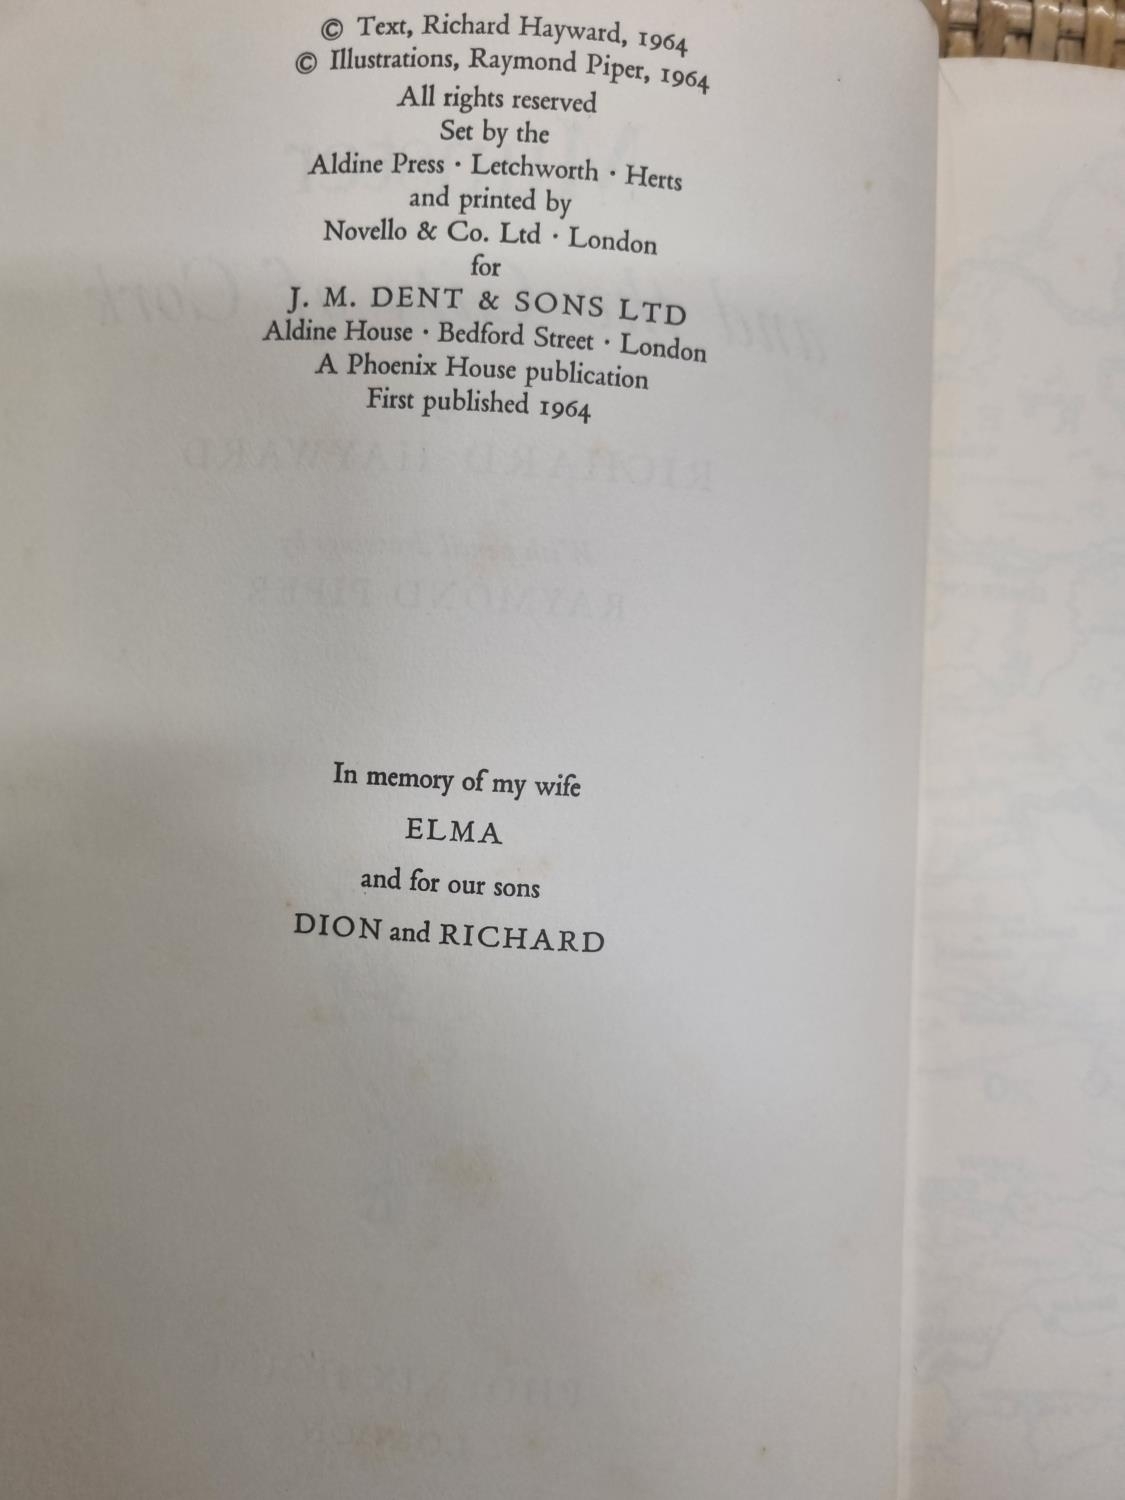 © Text, Richard Hayward, 1964
© Illustrations, Raymond Piper, 1964
All rights reserved
Set by the
Aldine Press · Letchworth · Herts
and printed by
Novello & Co. Ltd · London
for
J. M. DENT & SONS LTD
Aldine House · Bedford Street · London
A Phoenix House publication
First published 1964
In memory of my wife
ELMA
and for our sons
DION and RICHARD